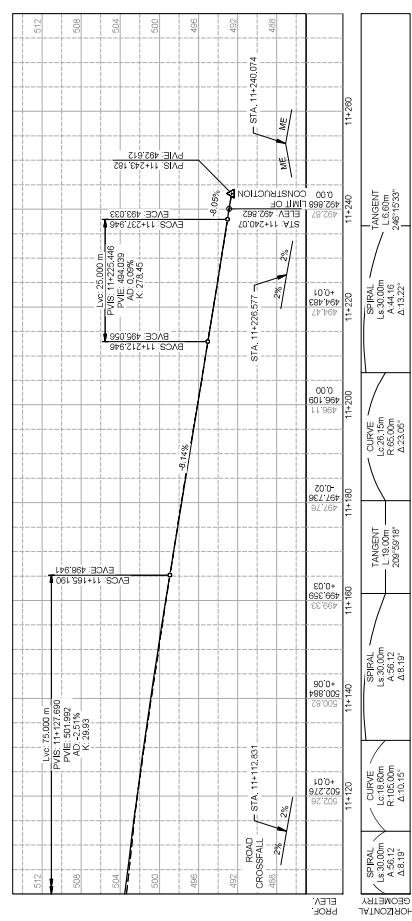 512
508
504
500
496
492
488
Lvc: 75.000 m
PVIS: 11+127.690
PVIE: 501.992
AD: -2.51%
K: 29.93
EVCS: 11+165.190
EVCE: 498.941
-8.14%
BVCS: 11+212.946
BVCE: 495.056
Lvc: 25.000 m
PVIS: 11+225.446
PVIE: 494.039
AD: 0.09%
K: 278.45
EVCS: 11+237.946
EVCE: 493.033
-8.05%
PVIS: 11+243.182
PVIE: 492.612
LIMIT OF
CONSTRUCTION
STA: 11+240.07
ELEV: 492.862
512
508
504
500
496
492
488
ROAD
CROSSFALL
2% 2%
STA. 11+112.831
2% 2%
STA. 11+226.577
ME ME
STA. 11+240.074
PROF.
ELEV.
502.26
502.276
+0.01
500.82
500.884
+0.06
499.33
499.359
+0.03
497.76
497.736
-0.02
496.11
496.109
0.00
494.47
494.483
+0.01
492.87
492.868
0.00
11+120
11+140
11+160
11+180
11+200
11+220
11+240
11+260
HORIZONTAL
GEOMETRY
SPIRAL
Ls:30.00m
A:56.12
Δ:8.19°
CURVE
Lc:18.60m
R:105.00m
Δ:10.15°
SPIRAL
Ls:30.00m
A:56.12
Δ:8.19°
TANGENT
L:19.00m
209°59'18"
CURVE
Lc:26.15m
R:65.00m
Δ:23.05°
SPIRAL
Ls:30.00m
A:44.16
Δ:13.22°
TANGENT
L:6.60m
246°15'33"